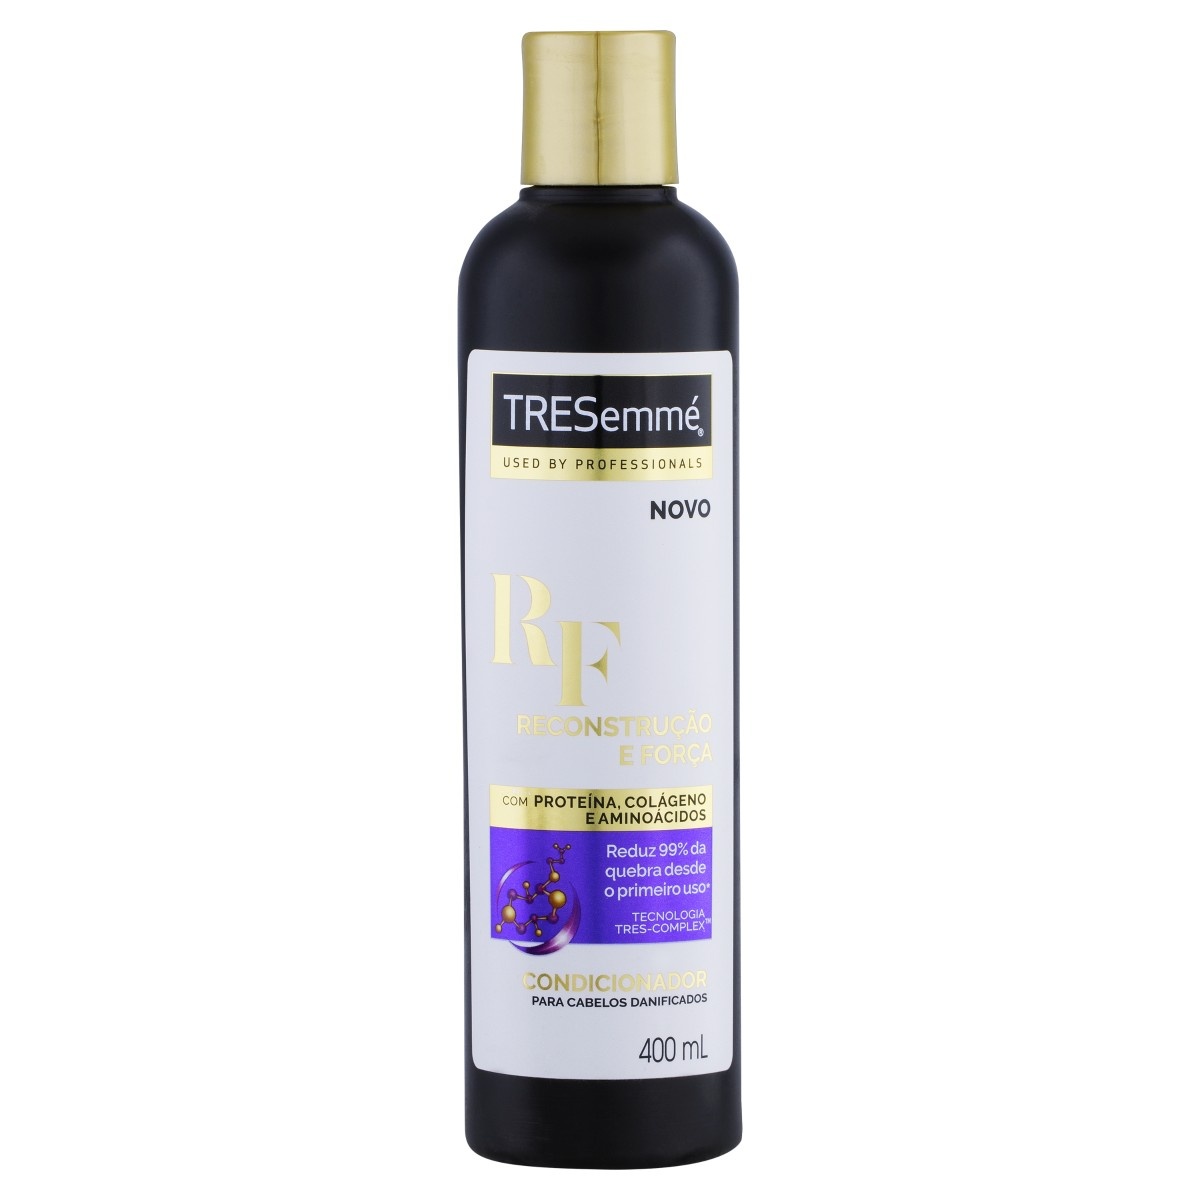 TRESemmé®
USED BY PROFESSIONALS
NOVO
RF
RECONSTRUÇÃO
E FORÇA
COM PROTEÍNA, COLÁGENO
E AMINOÁCIDOS
Reduz 99% da
quebra desde
o primeiro uso*
TECNOLOGIA
TRES-COMPLEX™
CONDICIONADOR
PARA CABELOS DANIFICADOS
400 mL